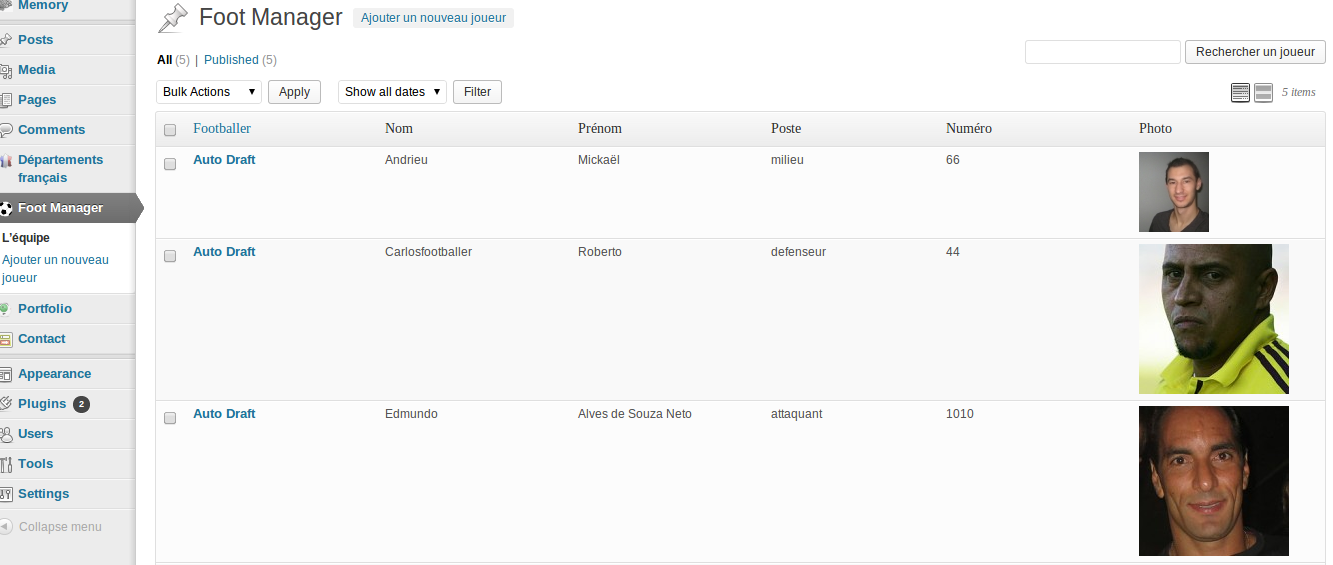 Memory
Posts
Media
Pages
Comments
Départements
français
Foot Manager
L'équipe
Ajouter un nouveau
joueur
Portfolio
Contact
Appearance
Plugins 2
Users
Tools
Settings
Collapse menu
Foot Manager Ajouter un nouveau joueur
All (5) | Published (5)
Rechercher un joueur
Bulk Actions Apply Show all dates Filter 5 items
Footballer Nom Prénom Poste Numéro Photo
Auto Draft Andrieu Mickaël milieu 66
Auto Draft Carlosfootballer Roberto defenseur 44
Auto Draft Edmundo Alves de Souza Neto attaquant 1010